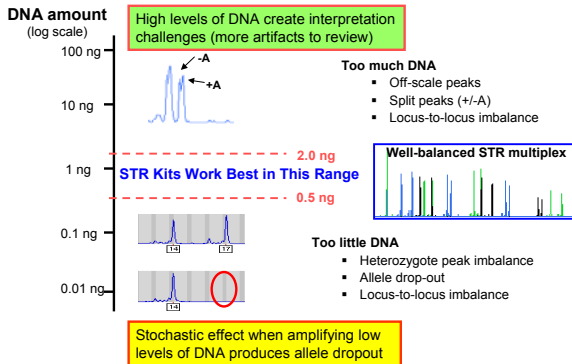 DNA amount
(log scale)
High levels of DNA create interpretation
challenges (more artifacts to review)
100 ng
-A
+A
10 ng
Too much DNA
▪ Off-scale peaks
▪ Split peaks (+/-A)
▪ Locus-to-locus imbalance
2.0 ng
1 ng
STR Kits Work Best in This Range
0.5 ng
Well-balanced STR multiplex
0.1 ng
14
17
Too little DNA
▪ Heterozygote peak imbalance
▪ Allele drop-out
▪ Locus-to-locus imbalance
0.01 ng
14
Stochastic effect when amplifying low
levels of DNA produces allele dropout